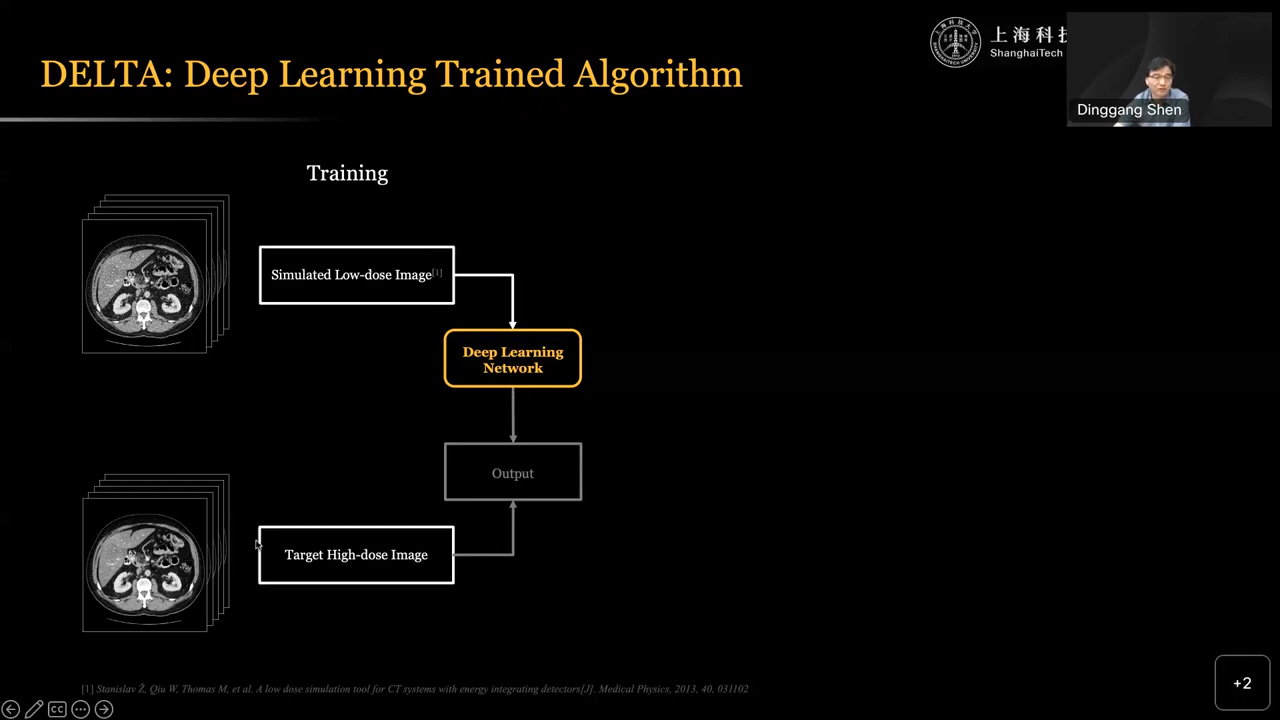 DELTA: Deep Learning Trained Algorithm
上海科技
ShanghaiTech
Dinggang Shen
Training
Simulated Low-dose Image[1]
Deep Learning
Network
Output
Target High-dose Image
[1] Stanislav Ž, Qiu W, Thomas M, et al. A low dose simulation tool for CT systems with energy integrating detectors[J]. Medical Physics, 2013, 40, 031102
CC
+2